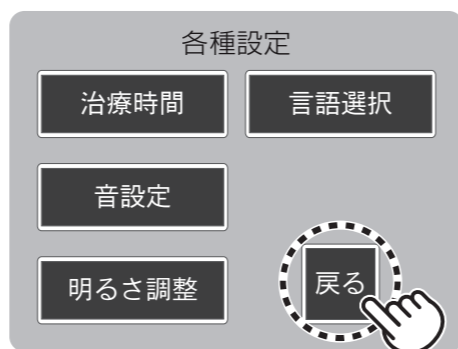 各種設定
治療時間
言語選択
音設定
明るさ調整
戻る